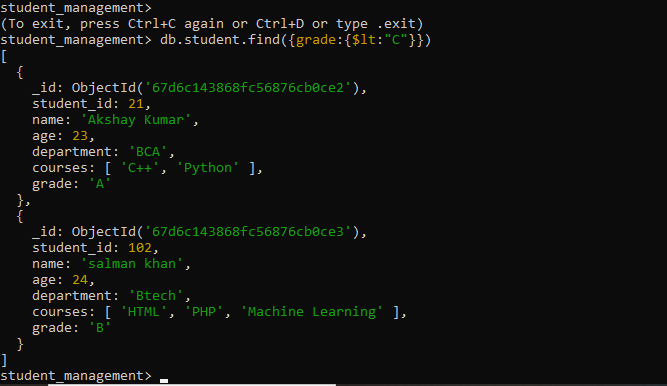 student_management>
(To exit, press Ctrl+C again or Ctrl+D or type .exit)
student_management> db.student.find({grade:{$lt:"C"}})
[
  {
    _id: ObjectId('67d6c143868fc56876cb0ce2'),
    student_id: 21,
    name: 'Akshay Kumar',
    age: 23,
    department: 'BCA',
    courses: [ 'C++', 'Python' ],
    grade: 'A'
  },
  {
    _id: ObjectId('67d6c143868fc56876cb0ce3'),
    student_id: 102,
    name: 'salman khan',
    age: 24,
    department: 'Btech',
    courses: [ 'HTML', 'PHP', 'Machine Learning' ],
    grade: 'B'
  }
]
student_management>